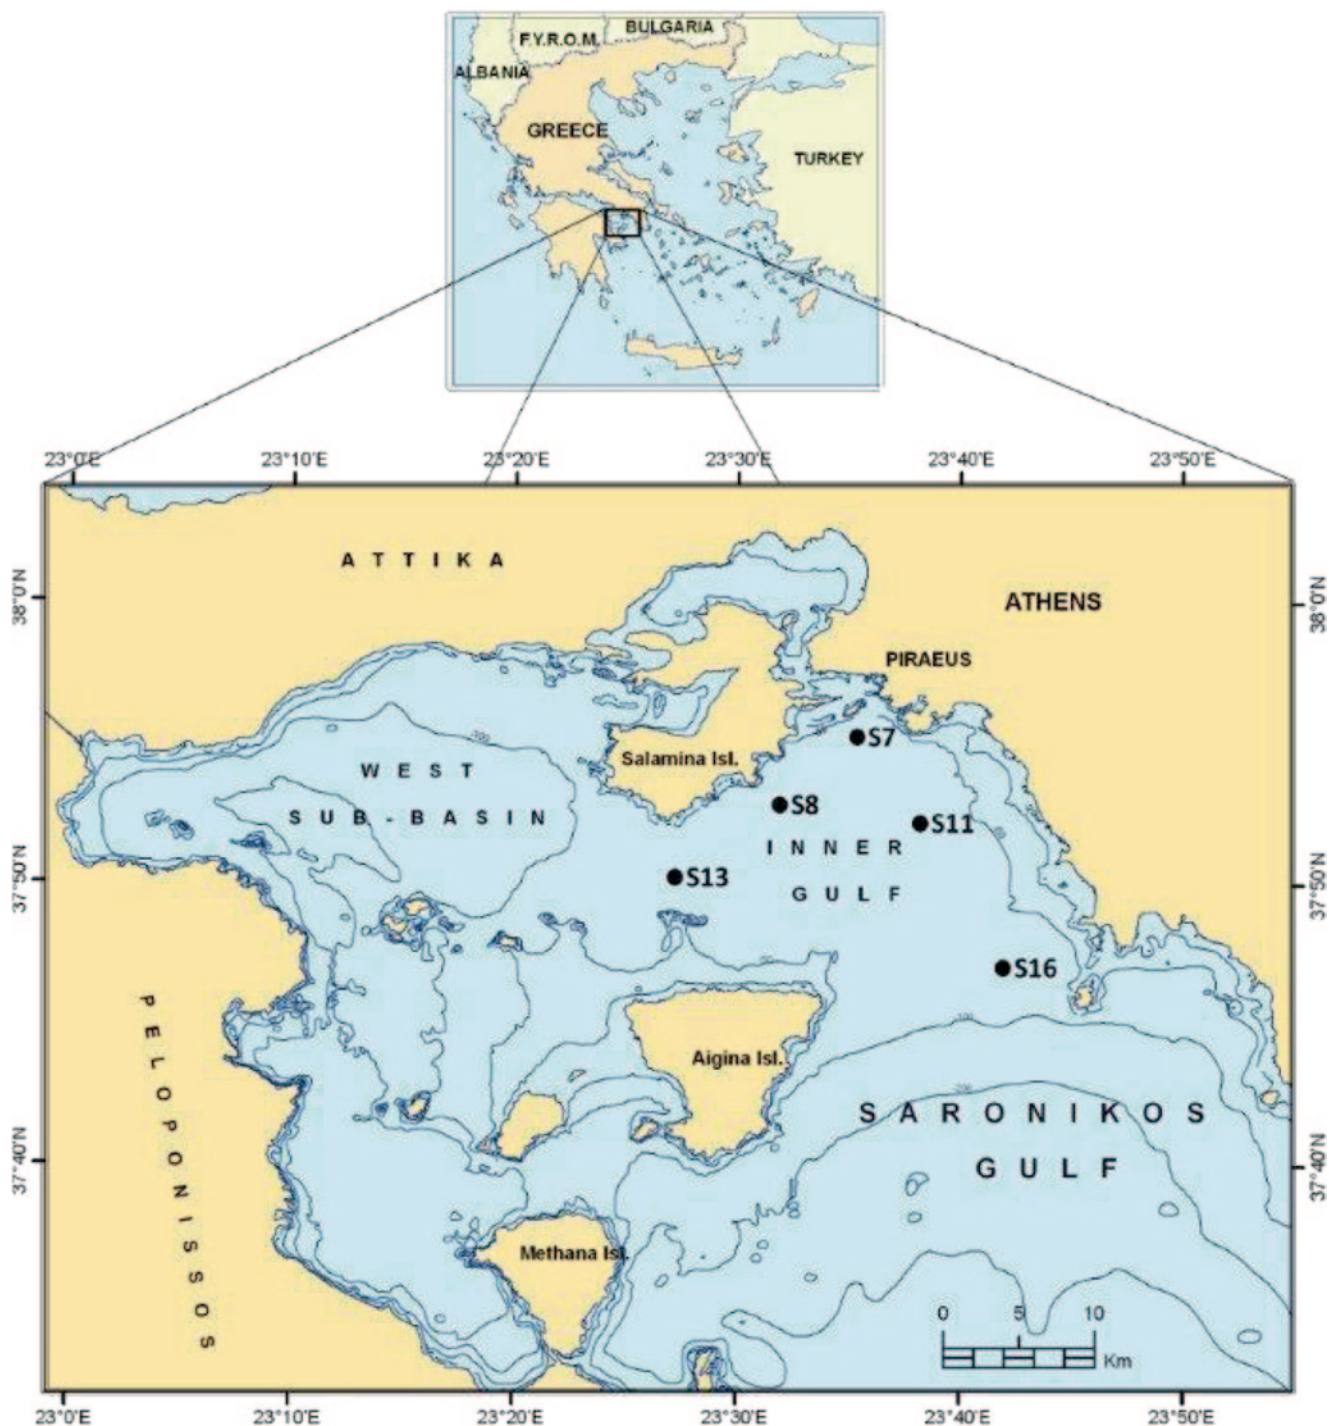 BULGARIA
F.Y.R.O.M.
ALBANIA
GREECE
TURKEY
23°0'E 23°10'E 23°20'E 23°30'E 23°40'E 23°50'E
ATTIKA
38°0'N
ATHENS
38°0'N
PIRAEUS
S7
Salamina Isl.
WEST
SUB-BASIN
S8
S11
INNER
GULF
37°50'N
S13
37°50'N
S16
PELOPONISSOS
Aigina Isl.
100
200
SARONIKOS
GULF
37°40'N
37°40'N
Methana Isl.
0 5 10
Km
23°0'E 23°10'E 23°20'E 23°30'E 23°40'E 23°50'E